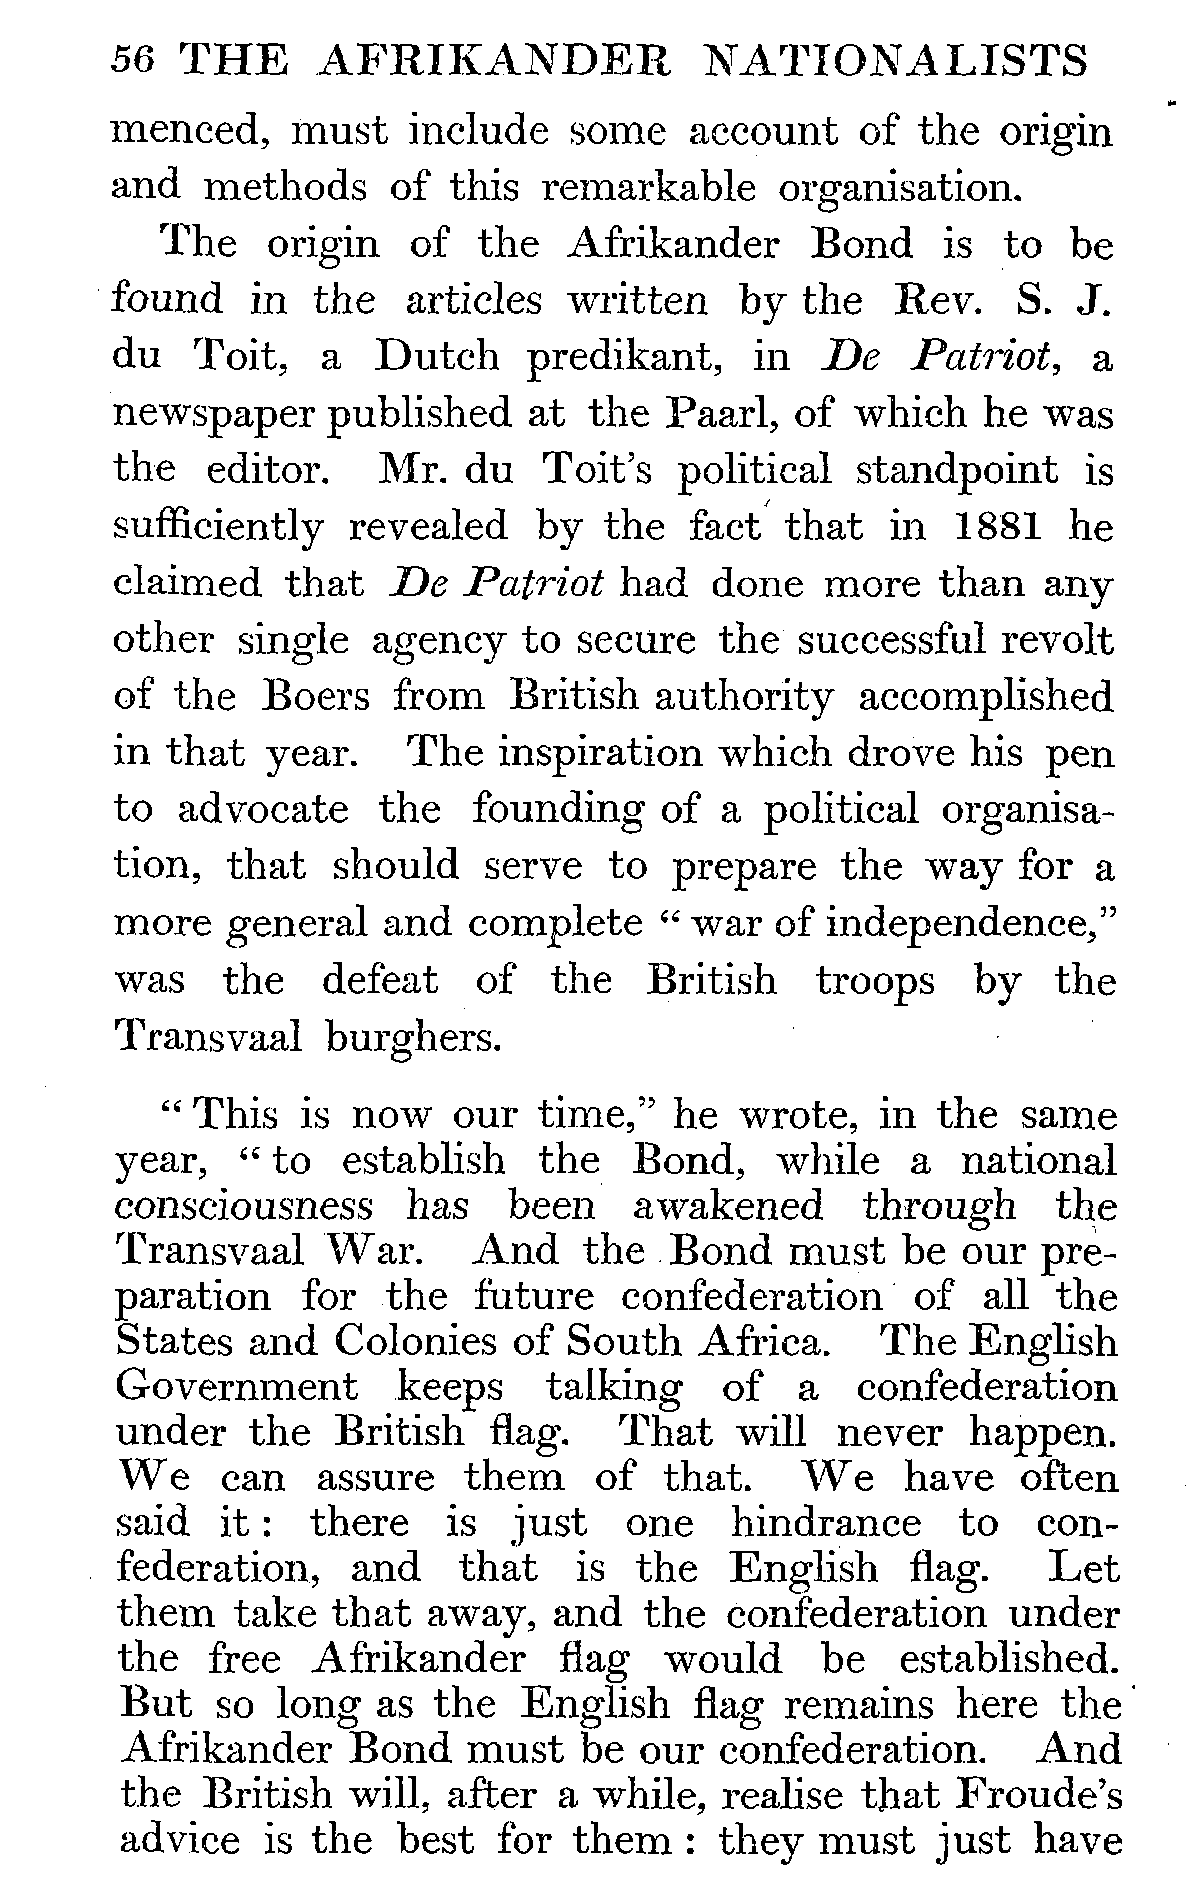 56 THE AFRIKANDER NATIONALISTS
menced, must include some account of the origin
and methods of this remarkable organisation.
The origin of the Afrikander Bond is to be
found in the articles written by the Rev. S. J.
du Toit, a Dutch predikant, in De Patriot, a
newspaper published at the Paarl, of which he was
the editor. Mr. du Toit's political standpoint is
sufficiently revealed by the fact that in 1881 he
claimed that De Patriot had done more than any
other single agency to secure the successful revolt
of the Boers from British authority accomplished
in that year. The inspiration which drove his pen
to advocate the founding of a political organisa-
tion, that should serve to prepare the way for a
more general and complete “ war of independence,”
was the defeat of the British troops by the
Transvaal burghers.
“ This is now our time,” he wrote, in the same
year, “ to establish the Bond, while a national
consciousness has been awakened through the
Transvaal War. And the Bond must be our pre-
paration for the future confederation of all the
States and Colonies of South Africa. The English
Government keeps talking of a confederation
under the British flag. That will never happen.
We can assure them of that. We have often
said it : there is just one hindrance to con-
federation, and that is the English flag. Let
them take that away, and the confederation under
the free Afrikander flag would be established.
But so long as the English flag remains here the
Afrikander Bond must be our confederation. And
the British will, after a while, realise that Froude's
advice is the best for them : they must just have